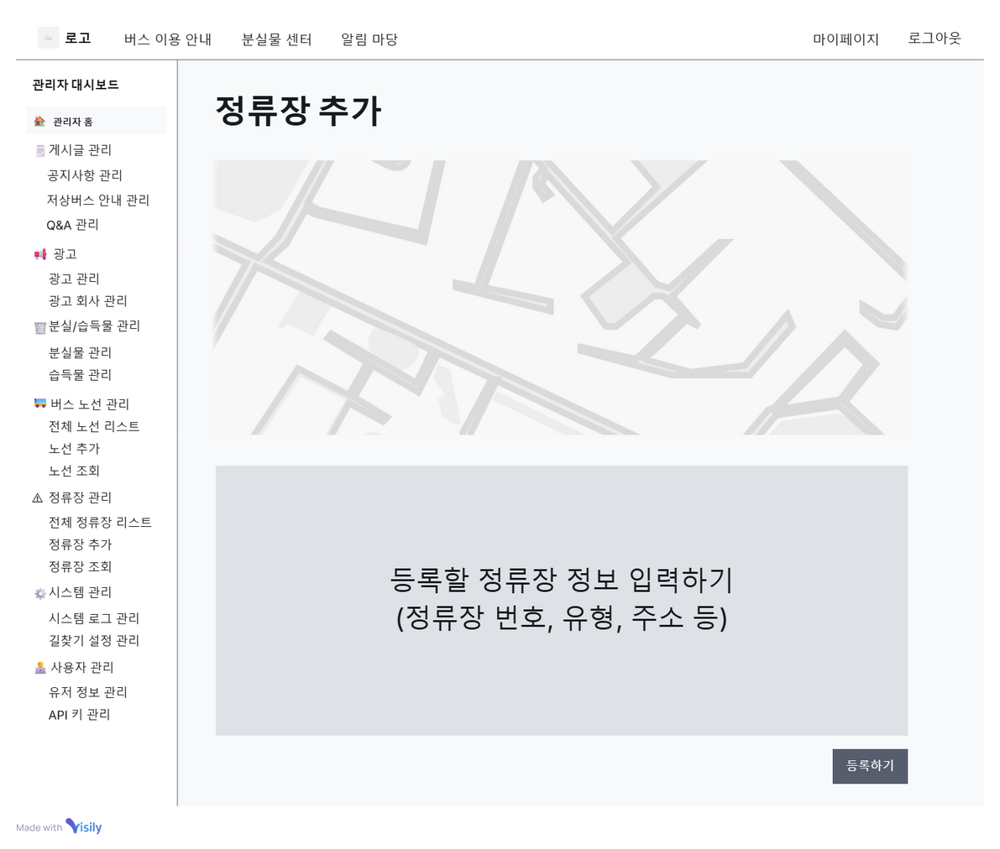 로고
버스 이용 안내
분실물 센터
알림 마당
마이페이지
로그아웃
관리자 대시보드
관리자 홈
게시글 관리
공지사항 관리
저상버스 안내 관리
Q&A 관리
광고
광고 관리
광고 회사 관리
분실/습득물 관리
분실물 관리
습득물 관리
버스 노선 관리
전체 노선 리스트
노선 추가
노선 조회
정류장 관리
전체 정류장 리스트
정류장 추가
정류장 조회
시스템 관리
시스템 로그 관리
길찾기 설정 관리
사용자 관리
유저 정보 관리
API 키 관리
정류장 추가
등록할 정류장 정보 입력하기
(정류장 번호, 유형, 주소 등)
등록하기
Made with Visily